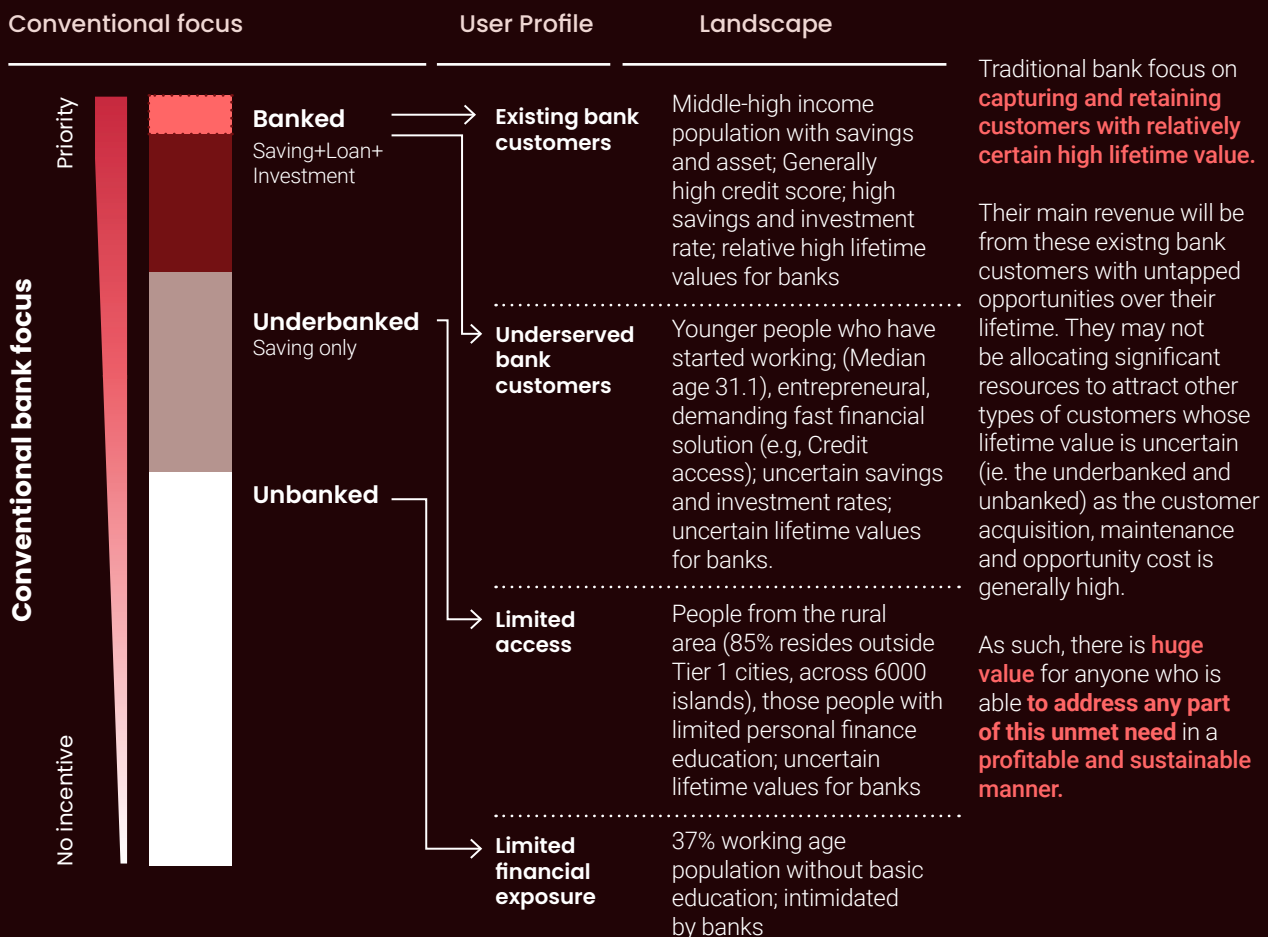 Conventional focus
User Profile
Landscape
Conventional bank focus
Priority
No incentive
Banked
Saving+Loan+
Investment
Underbanked
Saving only
Unbanked
Existing bank
customers
Middle-high income
population with savings
and asset; Generally
high credit score; high
savings and investment
rate; relative high lifetime
values for banks
Underserved
bank
customers
Younger people who have
started working; (Median
age 31.1), entrepreneural,
demanding fast financial
solution (e.g, Credit
access); uncertain savings
and investment rates;
uncertain lifetime values
for banks.
Limited
access
People from the rural
area (85% resides outside
Tier 1 cities, across 6000
islands), those people with
limited personal finance
education; uncertain
lifetime values for banks
Limited
financial
exposure
37% working age
population without basic
education; intimidated
by banks
Traditional bank focus on
capturing and retaining
customers with relatively
certain high lifetime value.
Their main revenue will be
from these existng bank
customers with untapped
opportunities over their
lifetime. They may not
be allocating significant
resources to attract other
types of customers whose
lifetime value is uncertain
(ie. the underbanked and
unbanked) as the customer
acquisition, maintenance
and opportunity cost is
generally high.
As such, there is huge
value for anyone who is
able to address any part
of this unmet need in a
profitable and sustainable
manner.